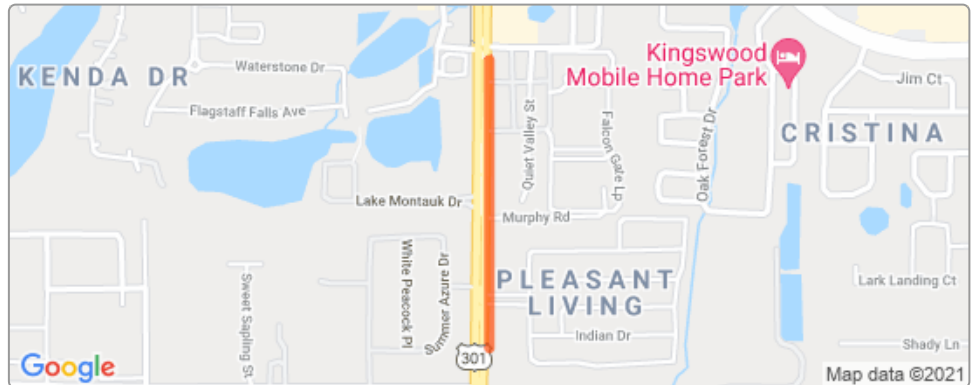 KENDA DR
Waterstone Dr
Flagstaff Falls Ave
Lake Montauk Dr
White Peacock Pl
Summer Azure Dr
Sweet Sapling St
301
Quiet Valley St
Falcon Gate Lp
Murphy Rd
Oak Forest Dr
PLEASANT
LIVING
Indian Dr
Kingswood
Mobile Home Park
Jim Ct
CRISTINA
Lark Landing Ct
Shady Ln
Google
Map data ©2021